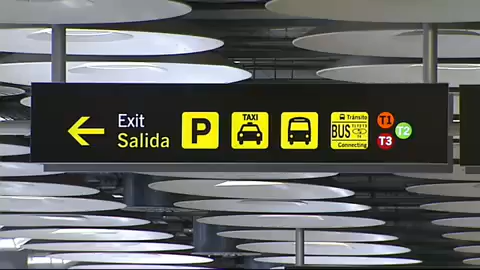 Exit
Salida
P
TAXI
Tránsito
BUS
Connecting
T1
T2
T3